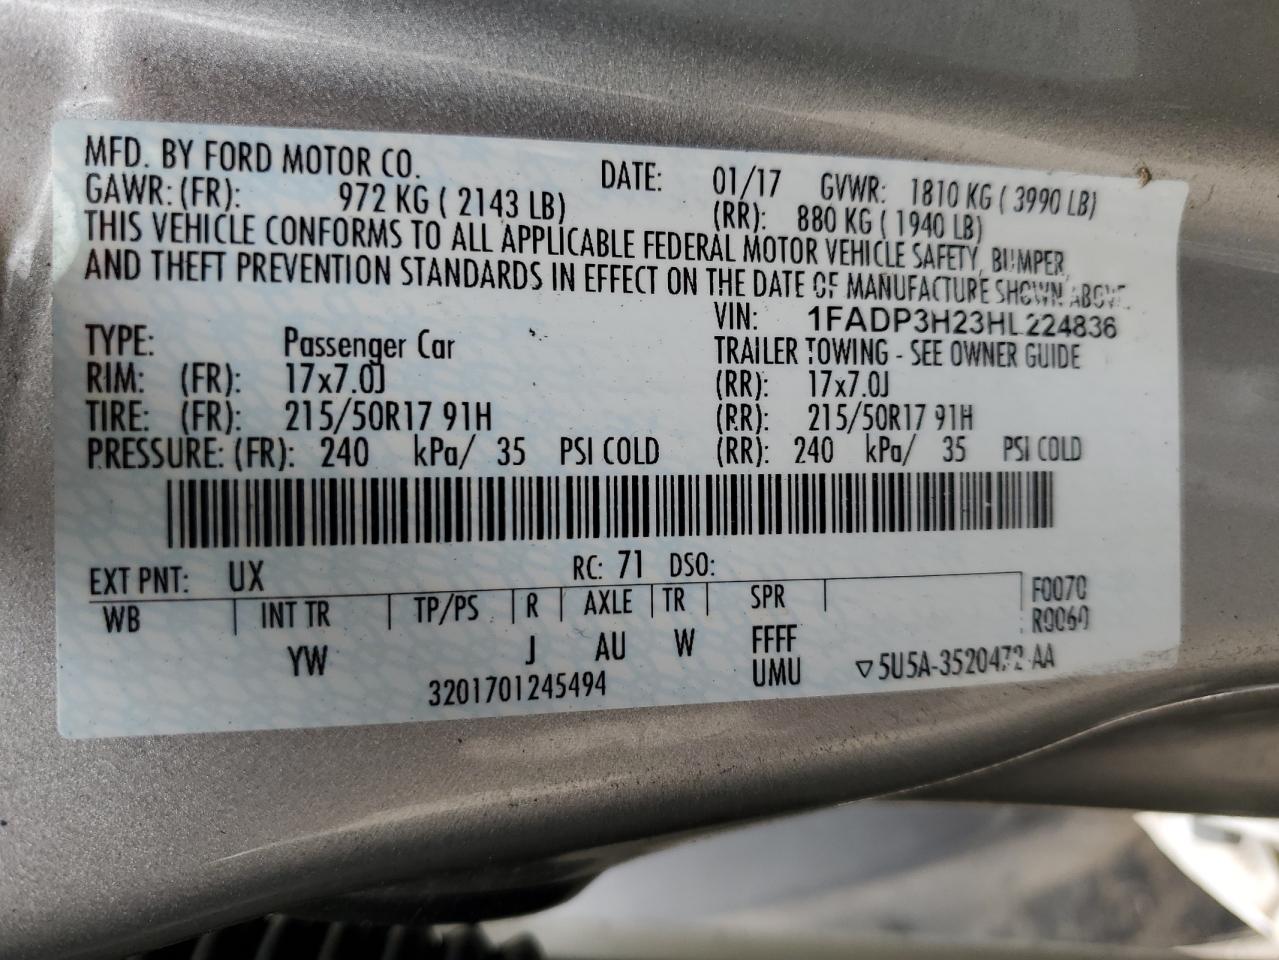 MFD. BY FORD MOTOR CO. DATE: 01/17 GVWR: 1810 KG ( 3990 LB)
GAWR: (FR): 972 KG ( 2143 LB) (RR): 880 KG ( 1940 LB)
THIS VEHICLE CONFORMS TO ALL APPLICABLE FEDERAL MOTOR VEHICLE SAFETY, BUMPER,
AND THEFT PREVENTION STANDARDS IN EFFECT ON THE DATE OF MANUFACTURE SHOWN ABOVE.
VIN: 1FADP3H23HL224836
TYPE: Passenger Car TRAILER TOWING - SEE OWNER GUIDE
RIM: (FR): 17x7.0J (RR): 17x7.0J
TIRE: (FR): 215/50R17 91H (RR): 215/50R17 91H
PRESSURE: (FR): 240 kPa/ 35 PSI COLD (RR): 240 kPa/ 35 PSI COLD
EXT PNT: UX RC: 71 DSO:
WB INT TR TP/PS R AXLE TR SPR F0070
R0060
YW J AU W FFFF
UMU ▽5U5A-3520472-AA
3201701245494